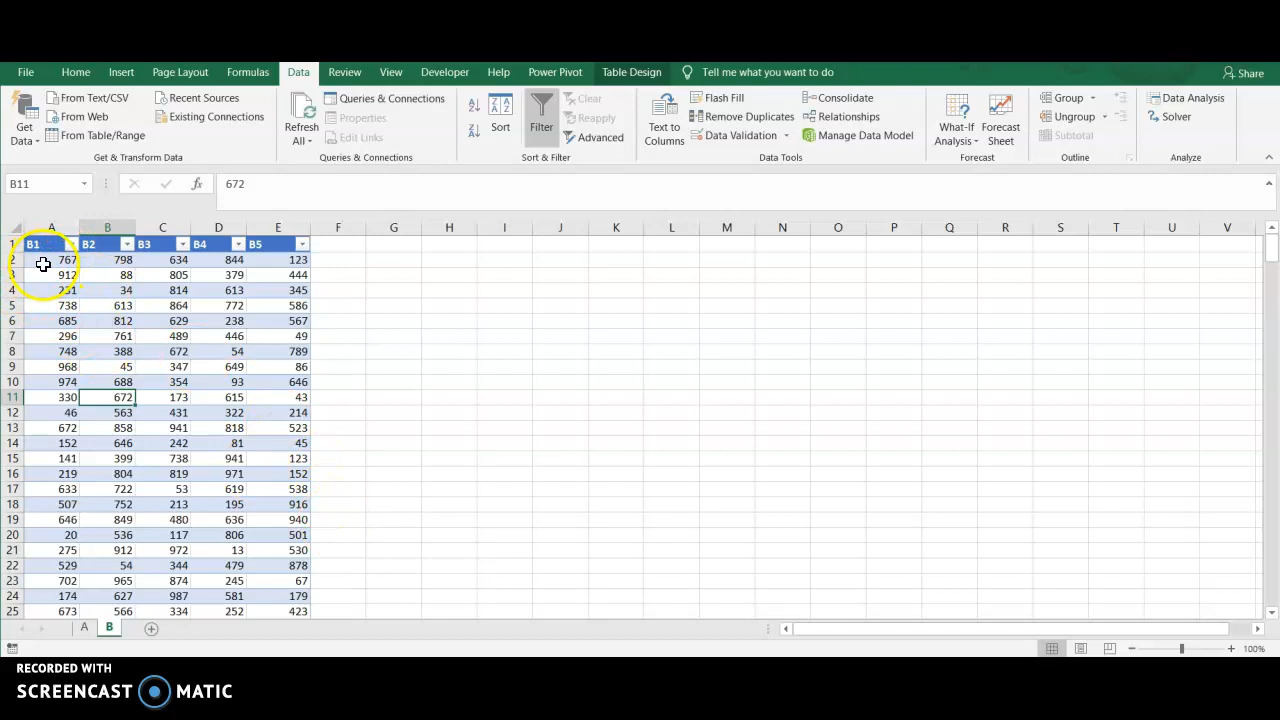 File Home Insert Page Layout Formulas Data Review View Developer Help Power Pivot Table Design Tell me what you want to do Share
From Text/CSV Recent Sources Queries & Connections Clear Flash Fill Consolidate Group Data Analysis
From Web Existing Connections Properties Reapply Remove Duplicates Relationships Ungroup Solver
From Table/Range Edit Links Advanced Data Validation Manage Data Model Subtotal
Get Data Refresh All Sort Filter Text to Columns What-If Analysis Forecast Sheet
Get & Transform Data Queries & Connections Sort & Filter Data Tools Forecast Outline Analyze
B11 fx 672
A B C D E F G H I J K L M N O P Q R S T U V
1 B1 B2 B3 B4 B5
2 767 798 634 844 123
3 912 88 805 379 444
4 231 34 814 613 345
5 738 613 864 772 586
6 685 812 629 238 567
7 296 761 489 446 49
8 748 388 672 54 789
9 968 45 347 649 86
10 974 688 354 93 646
11 330 672 173 615 43
12 46 563 431 322 214
13 672 858 941 818 523
14 152 646 242 81 45
15 141 399 738 941 123
16 219 804 819 971 152
17 633 722 53 619 538
18 507 752 213 195 916
19 646 849 480 636 940
20 20 536 117 806 501
21 275 912 972 13 530
22 529 54 344 479 878
23 702 965 874 245 67
24 174 627 987 581 179
25 673 566 334 252 423
A B
100%
RECORDED WITH
SCREENCAST MATIC